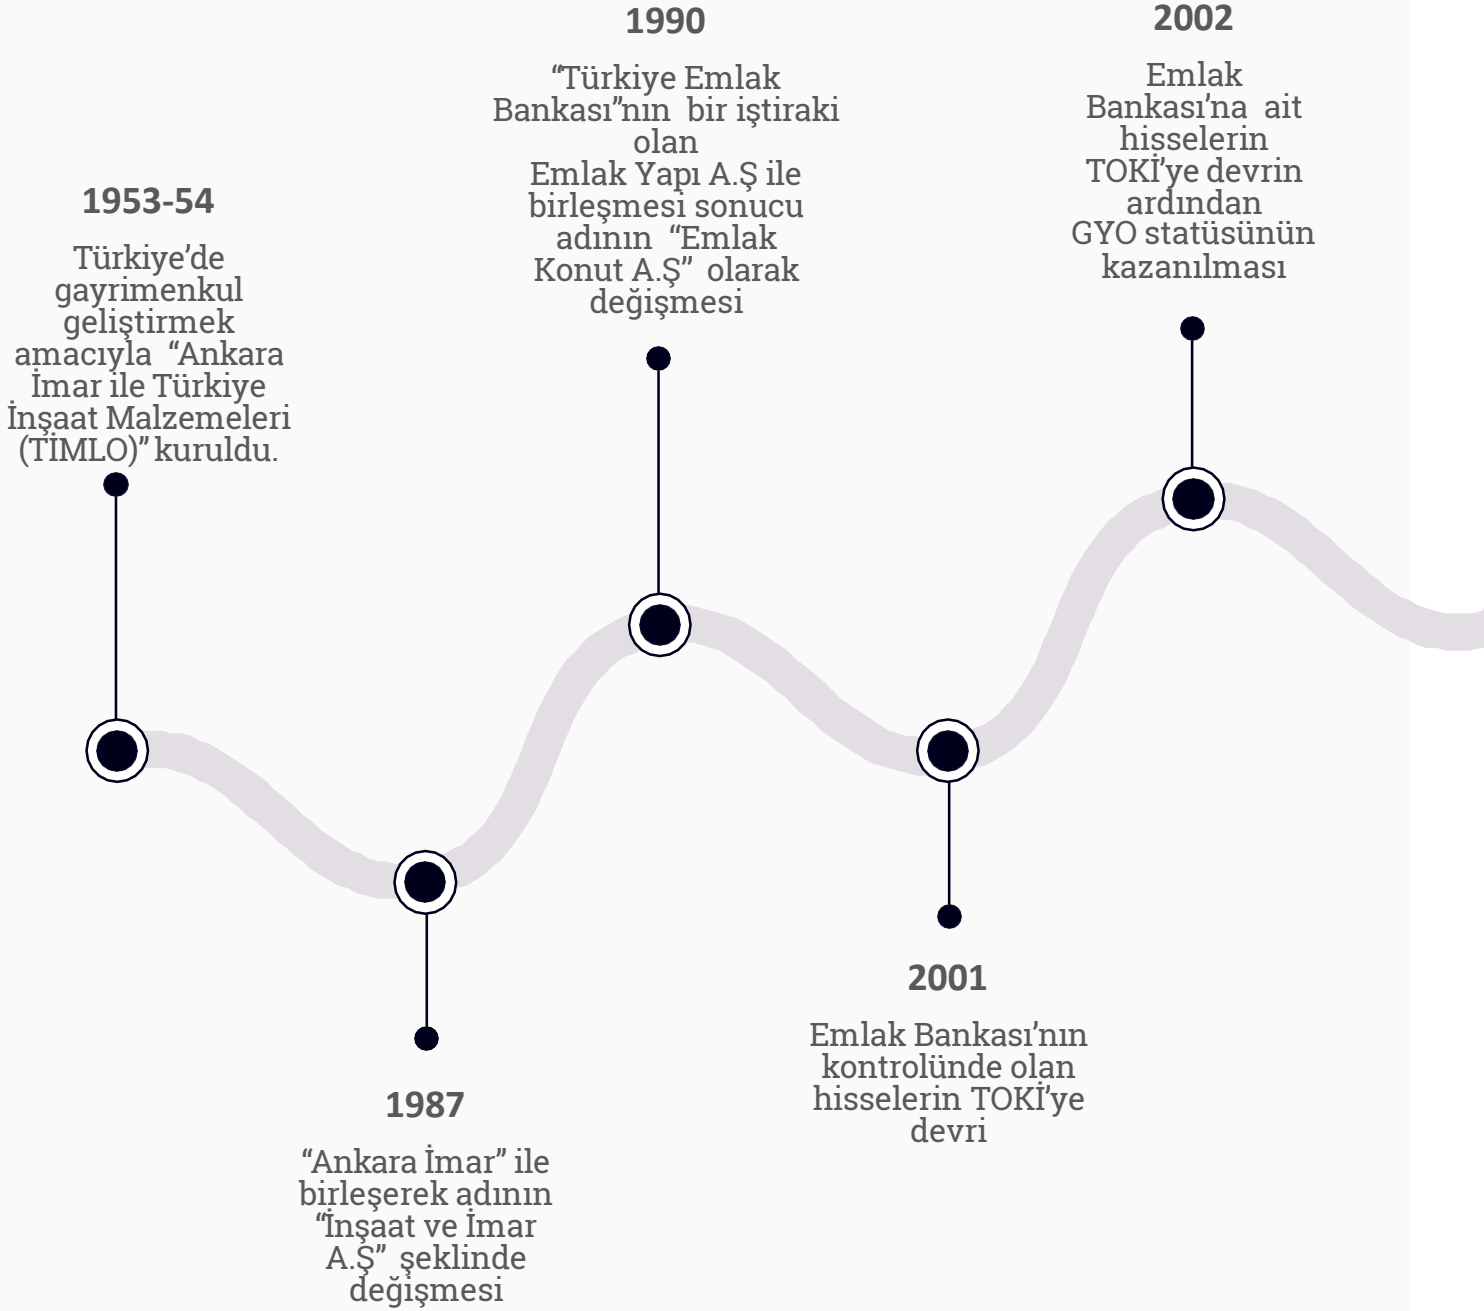 1953-54
Türkiye’de
gayrimenkul
geliştirmek
amacıyla “Ankara
İmar ile Türkiye
İnşaat Malzemeleri
(TİMLO)” kuruldu.
1987
“Ankara İmar” ile
birleşerek adının
“İnşaat ve İmar
A.Ş” şeklinde
değişmesi
1990
“Türkiye Emlak
Bankası”nın bir iştiraki
olan
Emlak Yapı A.Ş ile
birleşmesi sonucu
adının “Emlak
Konut A.Ş” olarak
değişmesi
2001
Emlak Bankası’nın
kontrolünde olan
hisselerin TOKİ’ye
devri
2002
Emlak
Bankası’na ait
hisselerin
TOKİ’ye devrin
ardından
GYO statüsünün
kazanılması